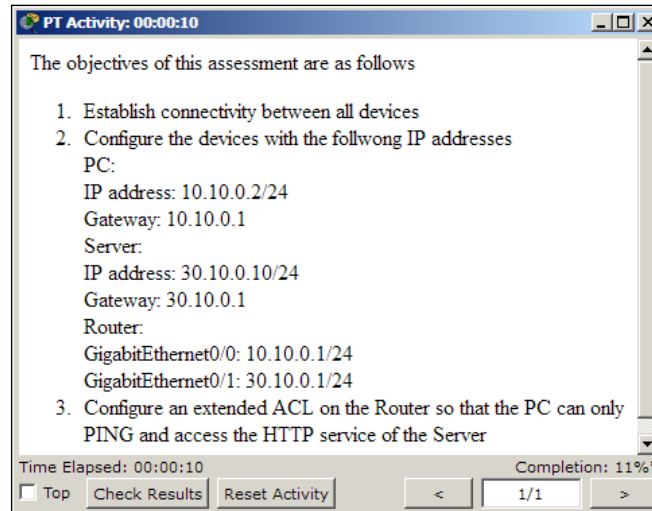 PT Activity: 00:00:10
The objectives of this assessment are as follows
1. Establish connectivity between all devices
2. Configure the devices with the follwong IP addresses
PC:
IP address: 10.10.0.2/24
Gateway: 10.10.0.1
Server:
IP address: 30.10.0.10/24
Gateway: 30.10.0.1
Router:
GigabitEthernet0/0: 10.10.0.1/24
GigabitEthernet0/1: 30.10.0.1/24
3. Configure an extended ACL on the Router so that the PC can only
PING and access the HTTP service of the Server
Time Elapsed: 00:00:10 Completion: 11%*
Top Check Results Reset Activity < 1/1 >